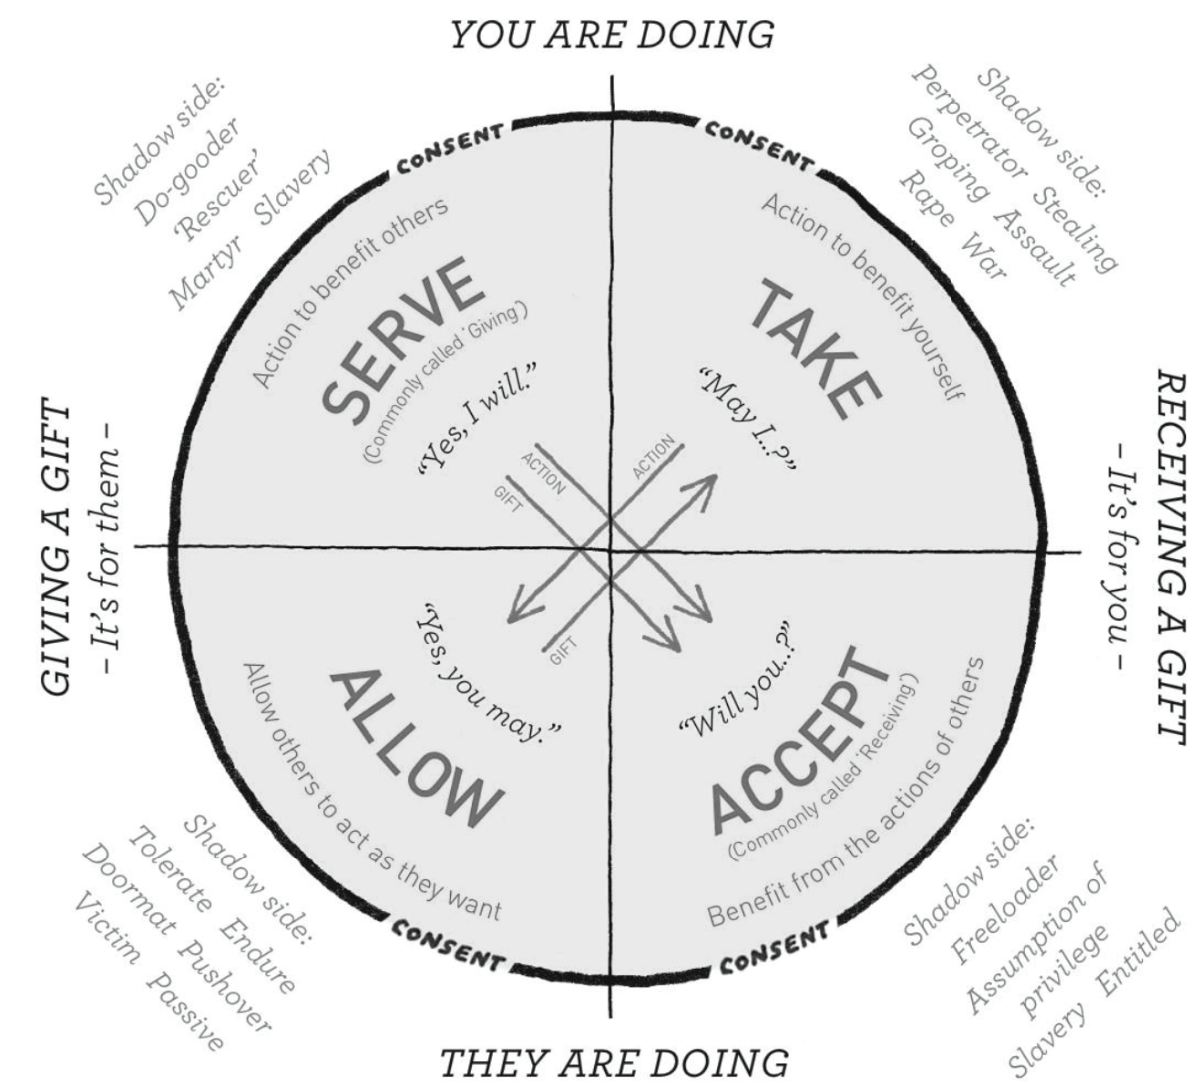 YOU ARE DOING
Shadow side:
Do-gooder
'Rescuer'
Martyr Slavery
Shadow side:
Perpetrator Stealing
Groping Assault
Rape War
CONSENT
CONSENT
Action to benefit others
SERVE
(Commonly called 'Giving')
"Yes, I will."
Action to benefit yourself
TAKE
"May I...?"
GIVING A GIFT
– It's for them –
RECEIVING A GIFT
– It's for you –
ACTION
GIFT
ACTION
GIFT
"Yes, you may."
ALLOW
Allow others to act as they want
"Will you..?"
ACCEPT
(Commonly called 'Receiving')
Benefit from the actions of others
CONSENT
CONSENT
Shadow side:
Tolerate Endure
Doormat Pushover
Victim Passive
Shadow side:
Freeloader
Assumption of
privilege
Slavery Entitled
THEY ARE DOING